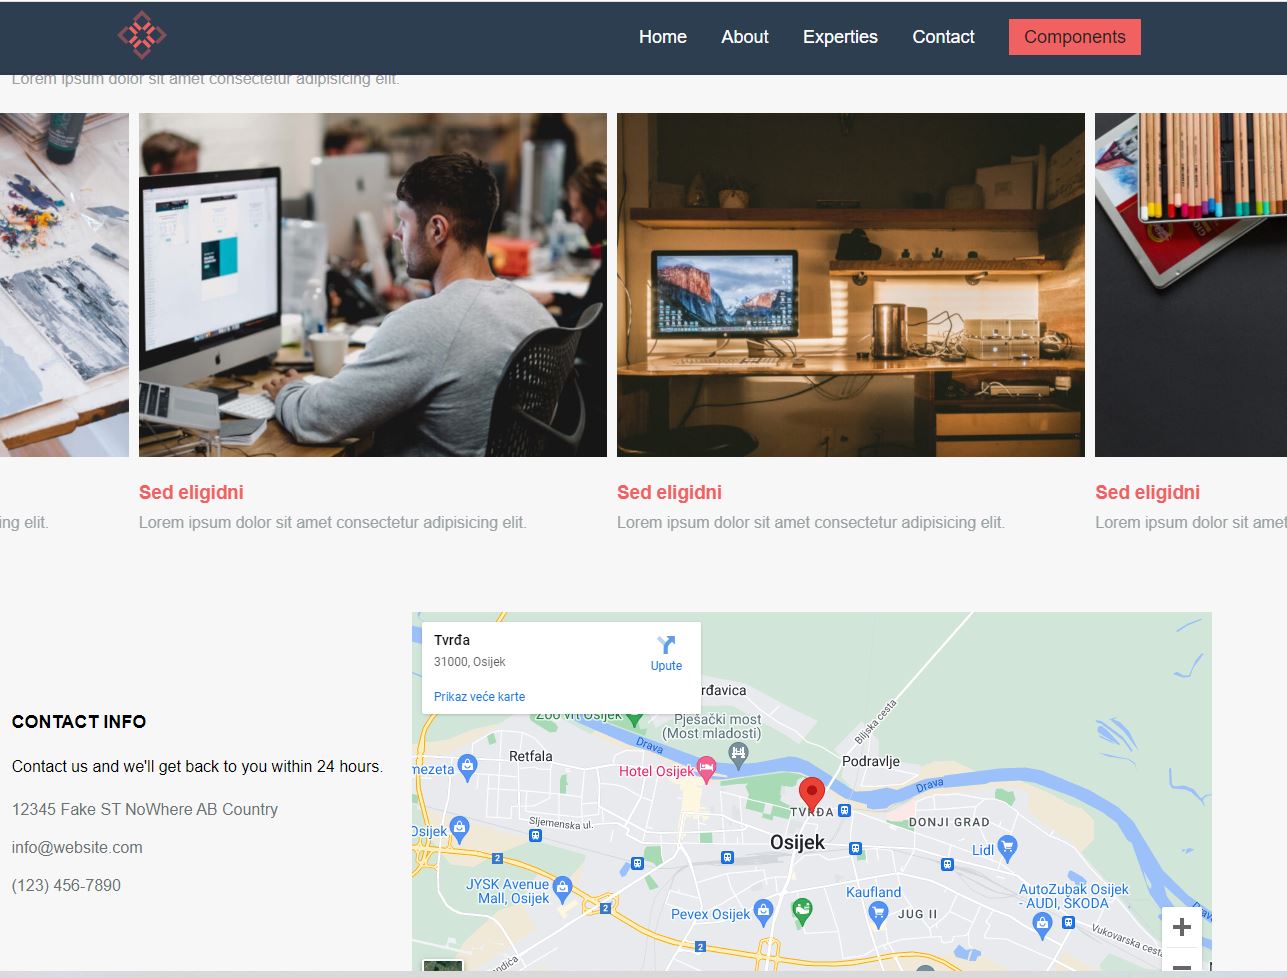 Home About Experties Contact Components
Lorem ipsum dolor sit amet consectetur adipisicing elit.
Sed eligidni
Sed eligidni
Sed eligidni
ing elit.
Lorem ipsum dolor sit amet consectetur adipisicing elit.
Lorem ipsum dolor sit amet consectetur adipisicing elit.
Lorem ipsum dolor sit amet
CONTACT INFO
Contact us and we'll get back to you within 24 hours.
12345 Fake ST NoWhere AB Country
info@website.com
(123) 456-7890
Tvrđa
31000, Osijek
Upute
Prikaz veće karte
rđavica
Zoo vrt Osijek
Pješački most
(Most mladosti)
Biljska cesta
Drava
Retfala
mezeta
Hotel Osijek
Podravlje
Drava
TVRĐA
DONJI GRAD
Osijek
Sljemenska ul.
Osijek
Lidl
2
JYSK Avenue
Mall, Osijek
Kaufland
AutoZubak Osijek
- AUDI, ŠKODA
2
Pevex Osijek
JUG II
Vukovarska cesta
2
Drava
+
−